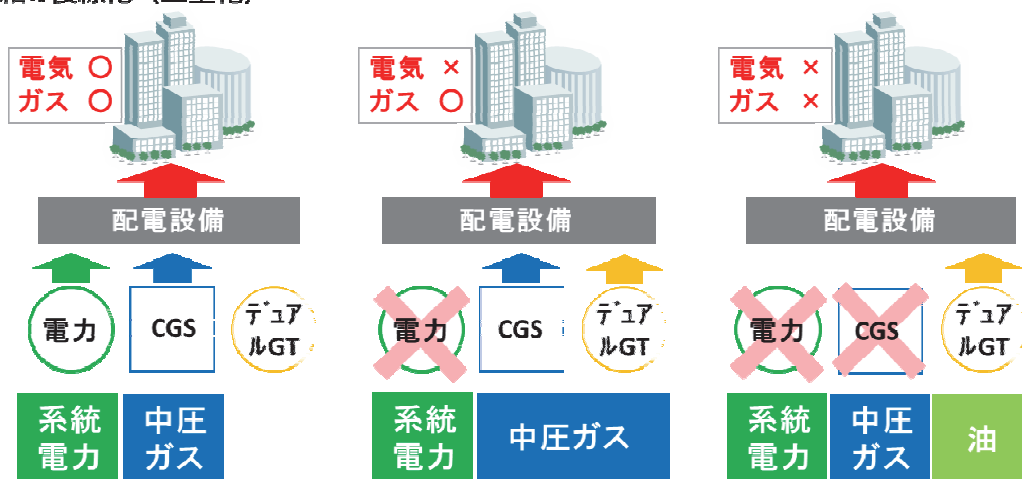 電気 ○
ガス ○
配電設備
電力
CGS
デュア
ルGT
系統
電力
中圧
ガス
電気 ×
ガス ○
配電設備
電力
CGS
デュア
ルGT
系統
電力
中圧ガス
電気 ×
ガス ×
配電設備
電力
CGS
デュア
ルGT
系統
電力
中圧
ガス
油